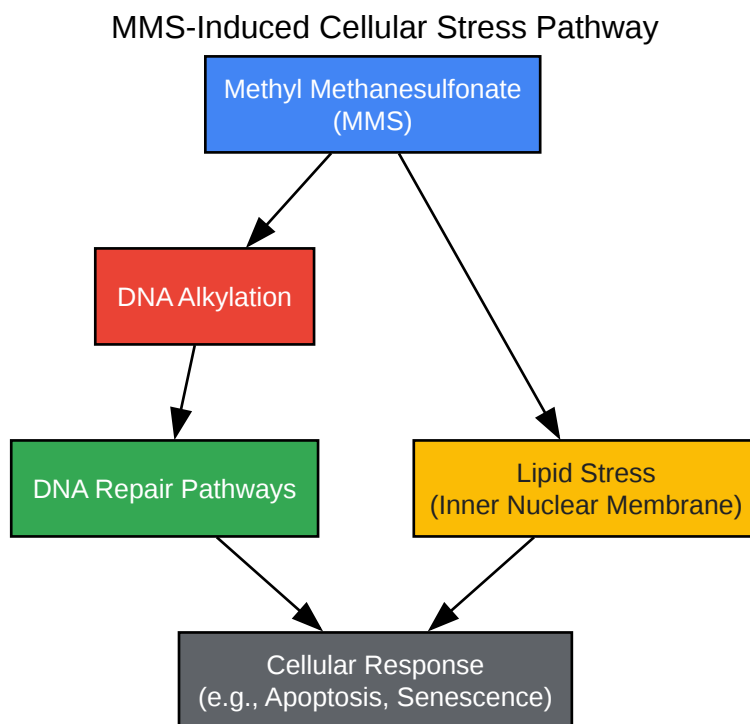 MMS-Induced Cellular Stress Pathway
Methyl Methanesulfonate
(MMS)
DNA Alkylation
DNA Repair Pathways
Lipid Stress
(Inner Nuclear Membrane)
Cellular Response
(e.g., Apoptosis, Senescence)